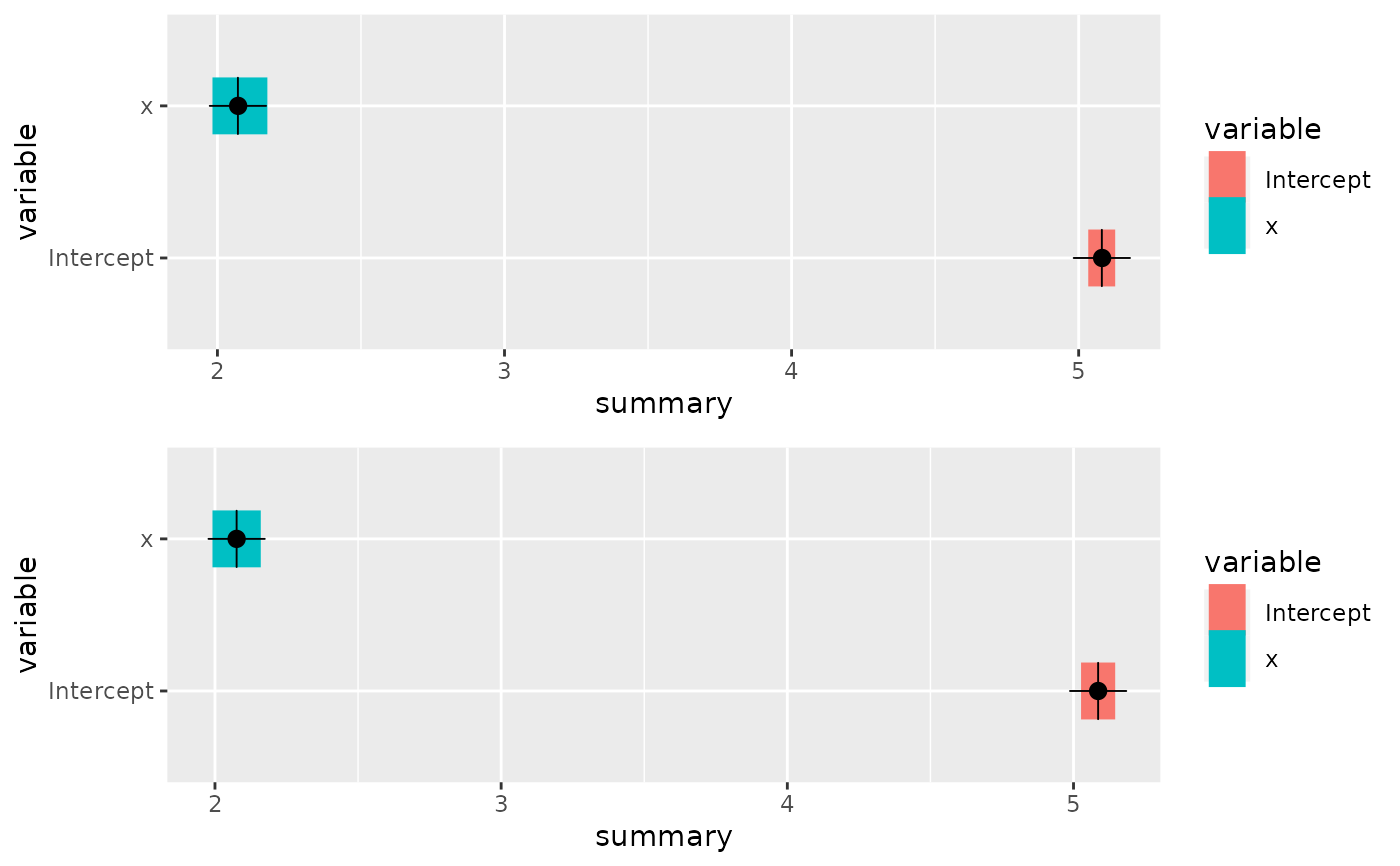 variable
x
Intercept
2 3 4 5
summary
variable
Intercept
x
variable
x
Intercept
2 3 4 5
summary
variable
Intercept
x